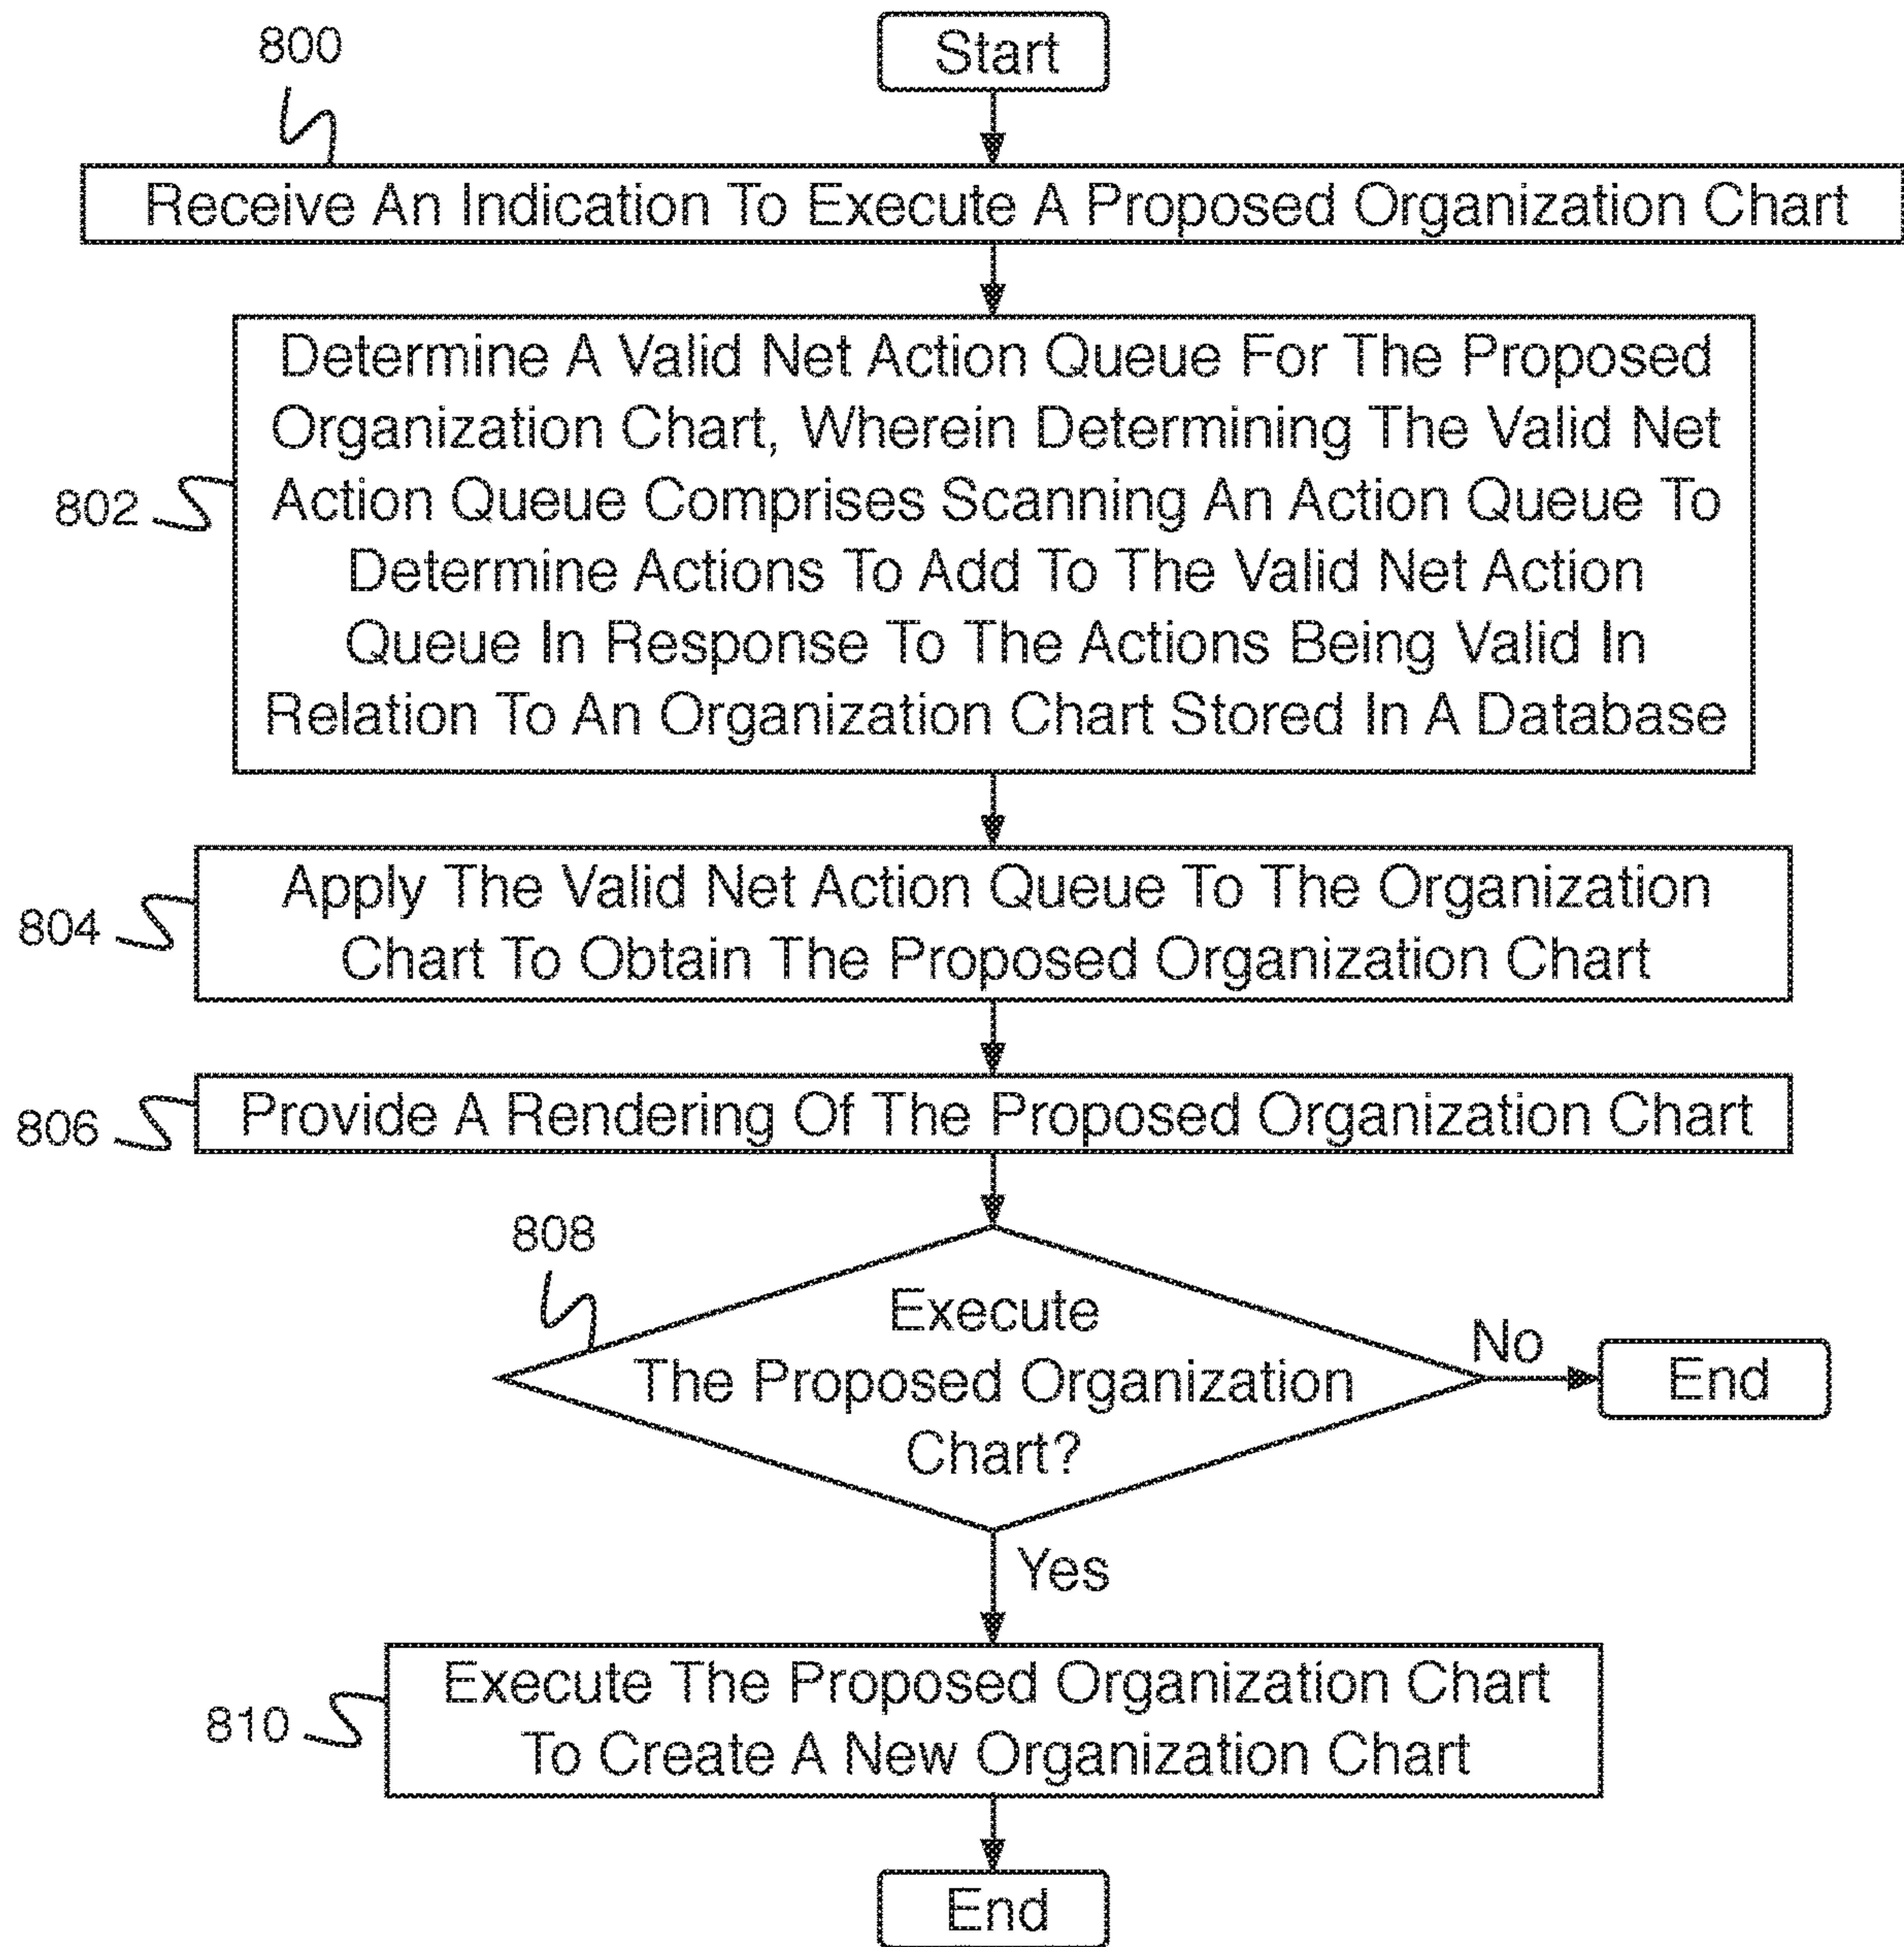 Start
800
Receive An Indication To Execute A Proposed Organization Chart
Determine A Valid Net Action Queue For The Proposed
Organization Chart, Wherein Determining The Valid Net
Action Queue Comprises Scanning An Action Queue To
Determine Actions To Add To The Valid Net Action
Queue In Response To The Actions Being Valid In
Relation To An Organization Chart Stored In A Database
802
Apply The Valid Net Action Queue To The Organization
Chart To Obtain The Proposed Organization Chart
804
Provide A Rendering Of The Proposed Organization Chart
806
808
Execute
The Proposed Organization
Chart?
No
End
Yes
Execute The Proposed Organization Chart
To Create A New Organization Chart
810
End